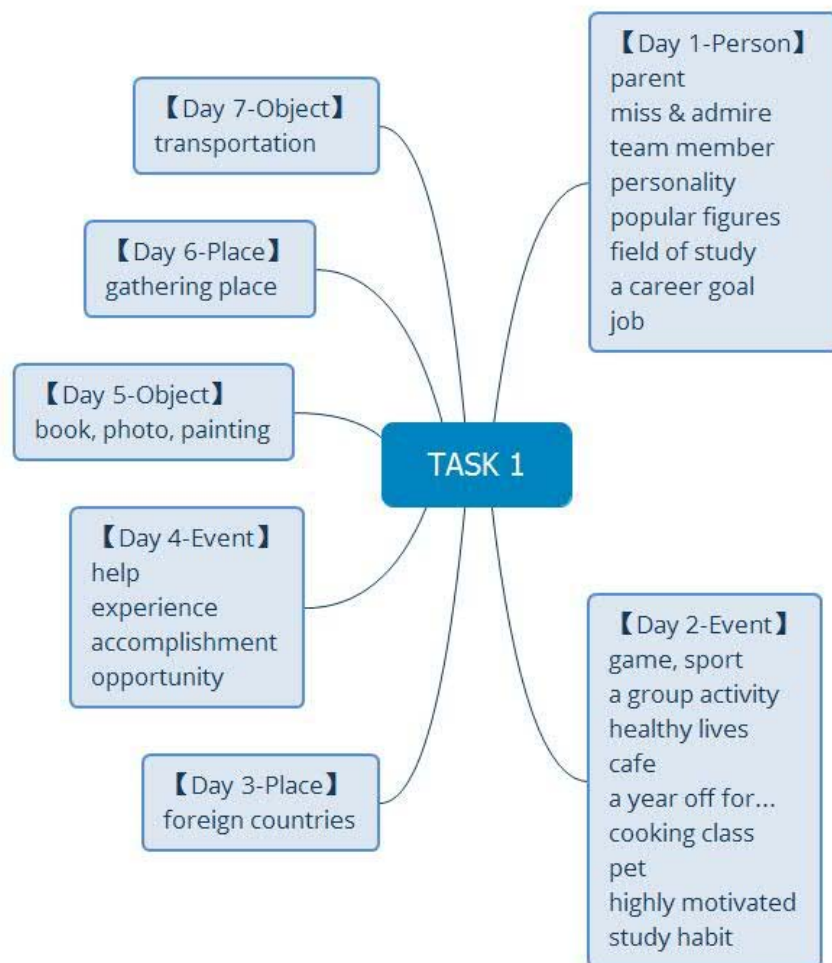 TASK 1
【Day 1-Person】
parent
miss & admire
team member
personality
popular figures
field of study
a career goal
job
【Day 2-Event】
game, sport
a group activity
healthy lives
cafe
a year off for...
cooking class
pet
highly motivated
study habit
【Day 3-Place】
foreign countries
【Day 4-Event】
help
experience
accomplishment
opportunity
【Day 5-Object】
book, photo, painting
【Day 6-Place】
gathering place
【Day 7-Object】
transportation